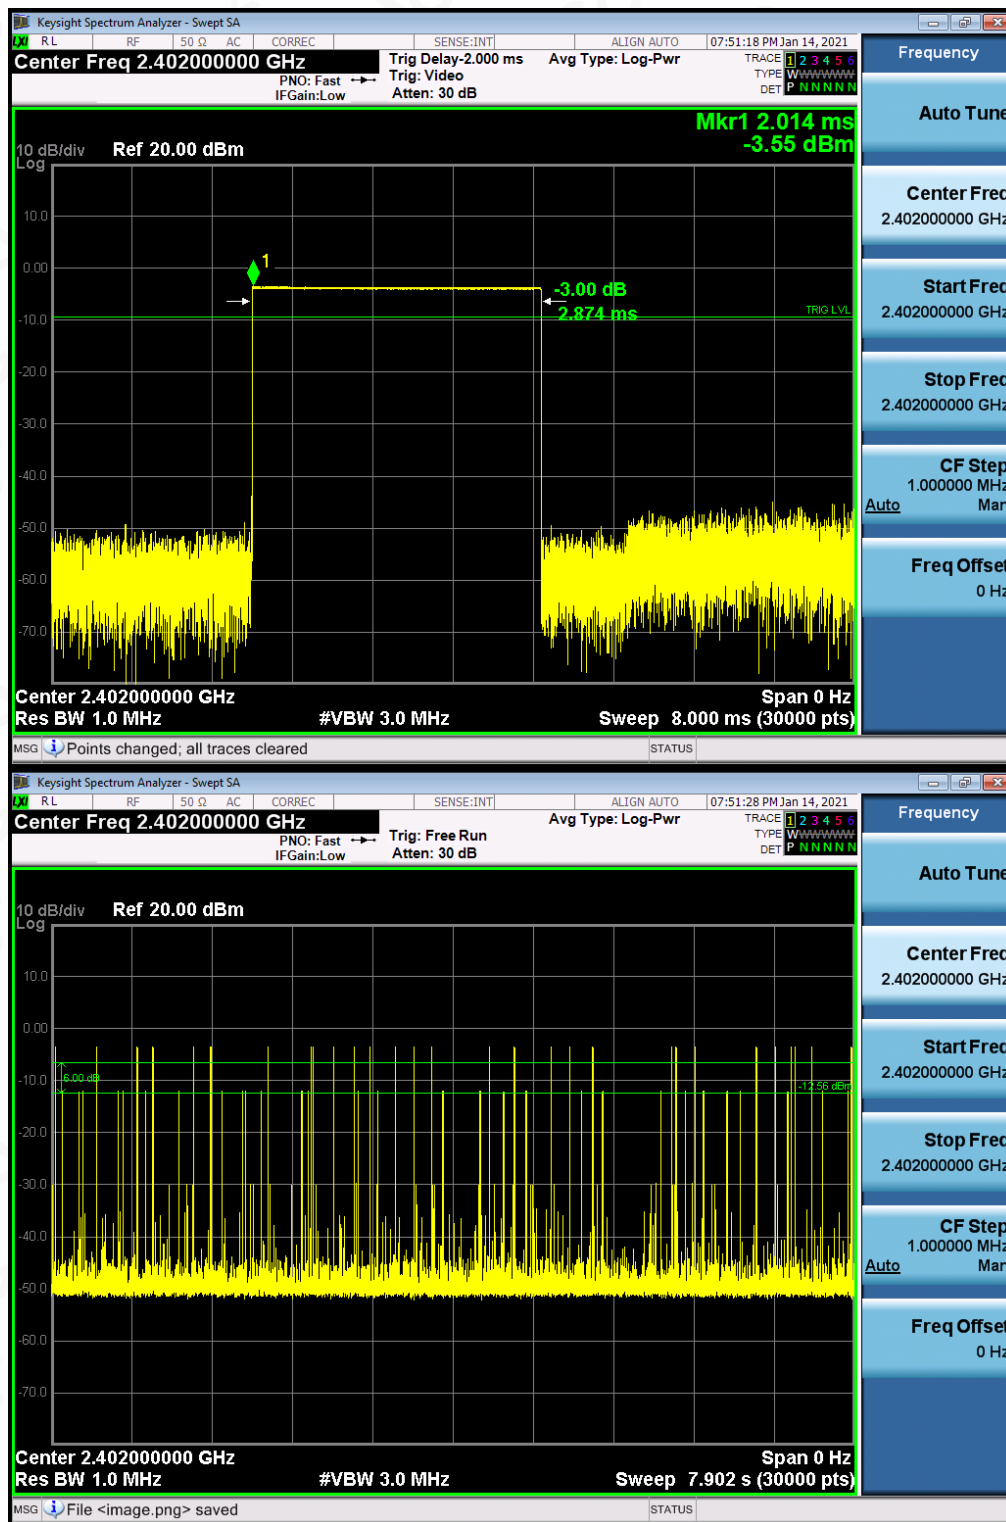 Keysight Spectrum Analyzer - Swept SA
LXI RL RF 50 Ω AC CORREC SENSE:INT ALIGN AUTO 07:51:18 PM Jan 14, 2021
Center Freq 2.402000000 GHz
PNO: Fast
IFGain:Low
Trig Delay-2.000 ms
Trig: Video
Atten: 30 dB
Avg Type: Log-Pwr
TRACE 1 2 3 4 5 6
TYPE WWWWWWW
DET P N N N N N
Frequency
Mkr1 2.014 ms
-3.55 dBm
10 dB/div Ref 20.00 dBm
Log
10.0
0.00
-10.0
-20.0
-30.0
-40.0
-50.0
-60.0
-70.0
1
-3.00 dB
2.874 ms
TRIG LVL
Auto Tune
Center Freq
2.402000000 GHz
Start Freq
2.402000000 GHz
Stop Freq
2.402000000 GHz
CF Step
1.000000 MHz
Auto Man
Freq Offset
0 Hz
Center 2.402000000 GHz Span 0 Hz
Res BW 1.0 MHz #VBW 3.0 MHz Sweep 8.000 ms (30000 pts)
MSG Points changed; all traces cleared STATUS
Keysight Spectrum Analyzer - Swept SA
LXI RL RF 50 Ω AC CORREC SENSE:INT ALIGN AUTO 07:51:28 PM Jan 14, 2021
Center Freq 2.402000000 GHz
PNO: Fast
IFGain:Low
Trig: Free Run
Atten: 30 dB
Avg Type: Log-Pwr
TRACE 1 2 3 4 5 6
TYPE WWWWWWW
DET P N N N N N
Frequency
10 dB/div Ref 20.00 dBm
Log
10.0
0.00
-10.0
-20.0
-30.0
-40.0
-50.0
-60.0
-70.0
6.00 dB
-12.56 dBm
Auto Tune
Center Freq
2.402000000 GHz
Start Freq
2.402000000 GHz
Stop Freq
2.402000000 GHz
CF Step
1.000000 MHz
Auto Man
Freq Offset
0 Hz
Center 2.402000000 GHz Span 0 Hz
Res BW 1.0 MHz #VBW 3.0 MHz Sweep 7.902 s (30000 pts)
MSG File <image.png> saved STATUS